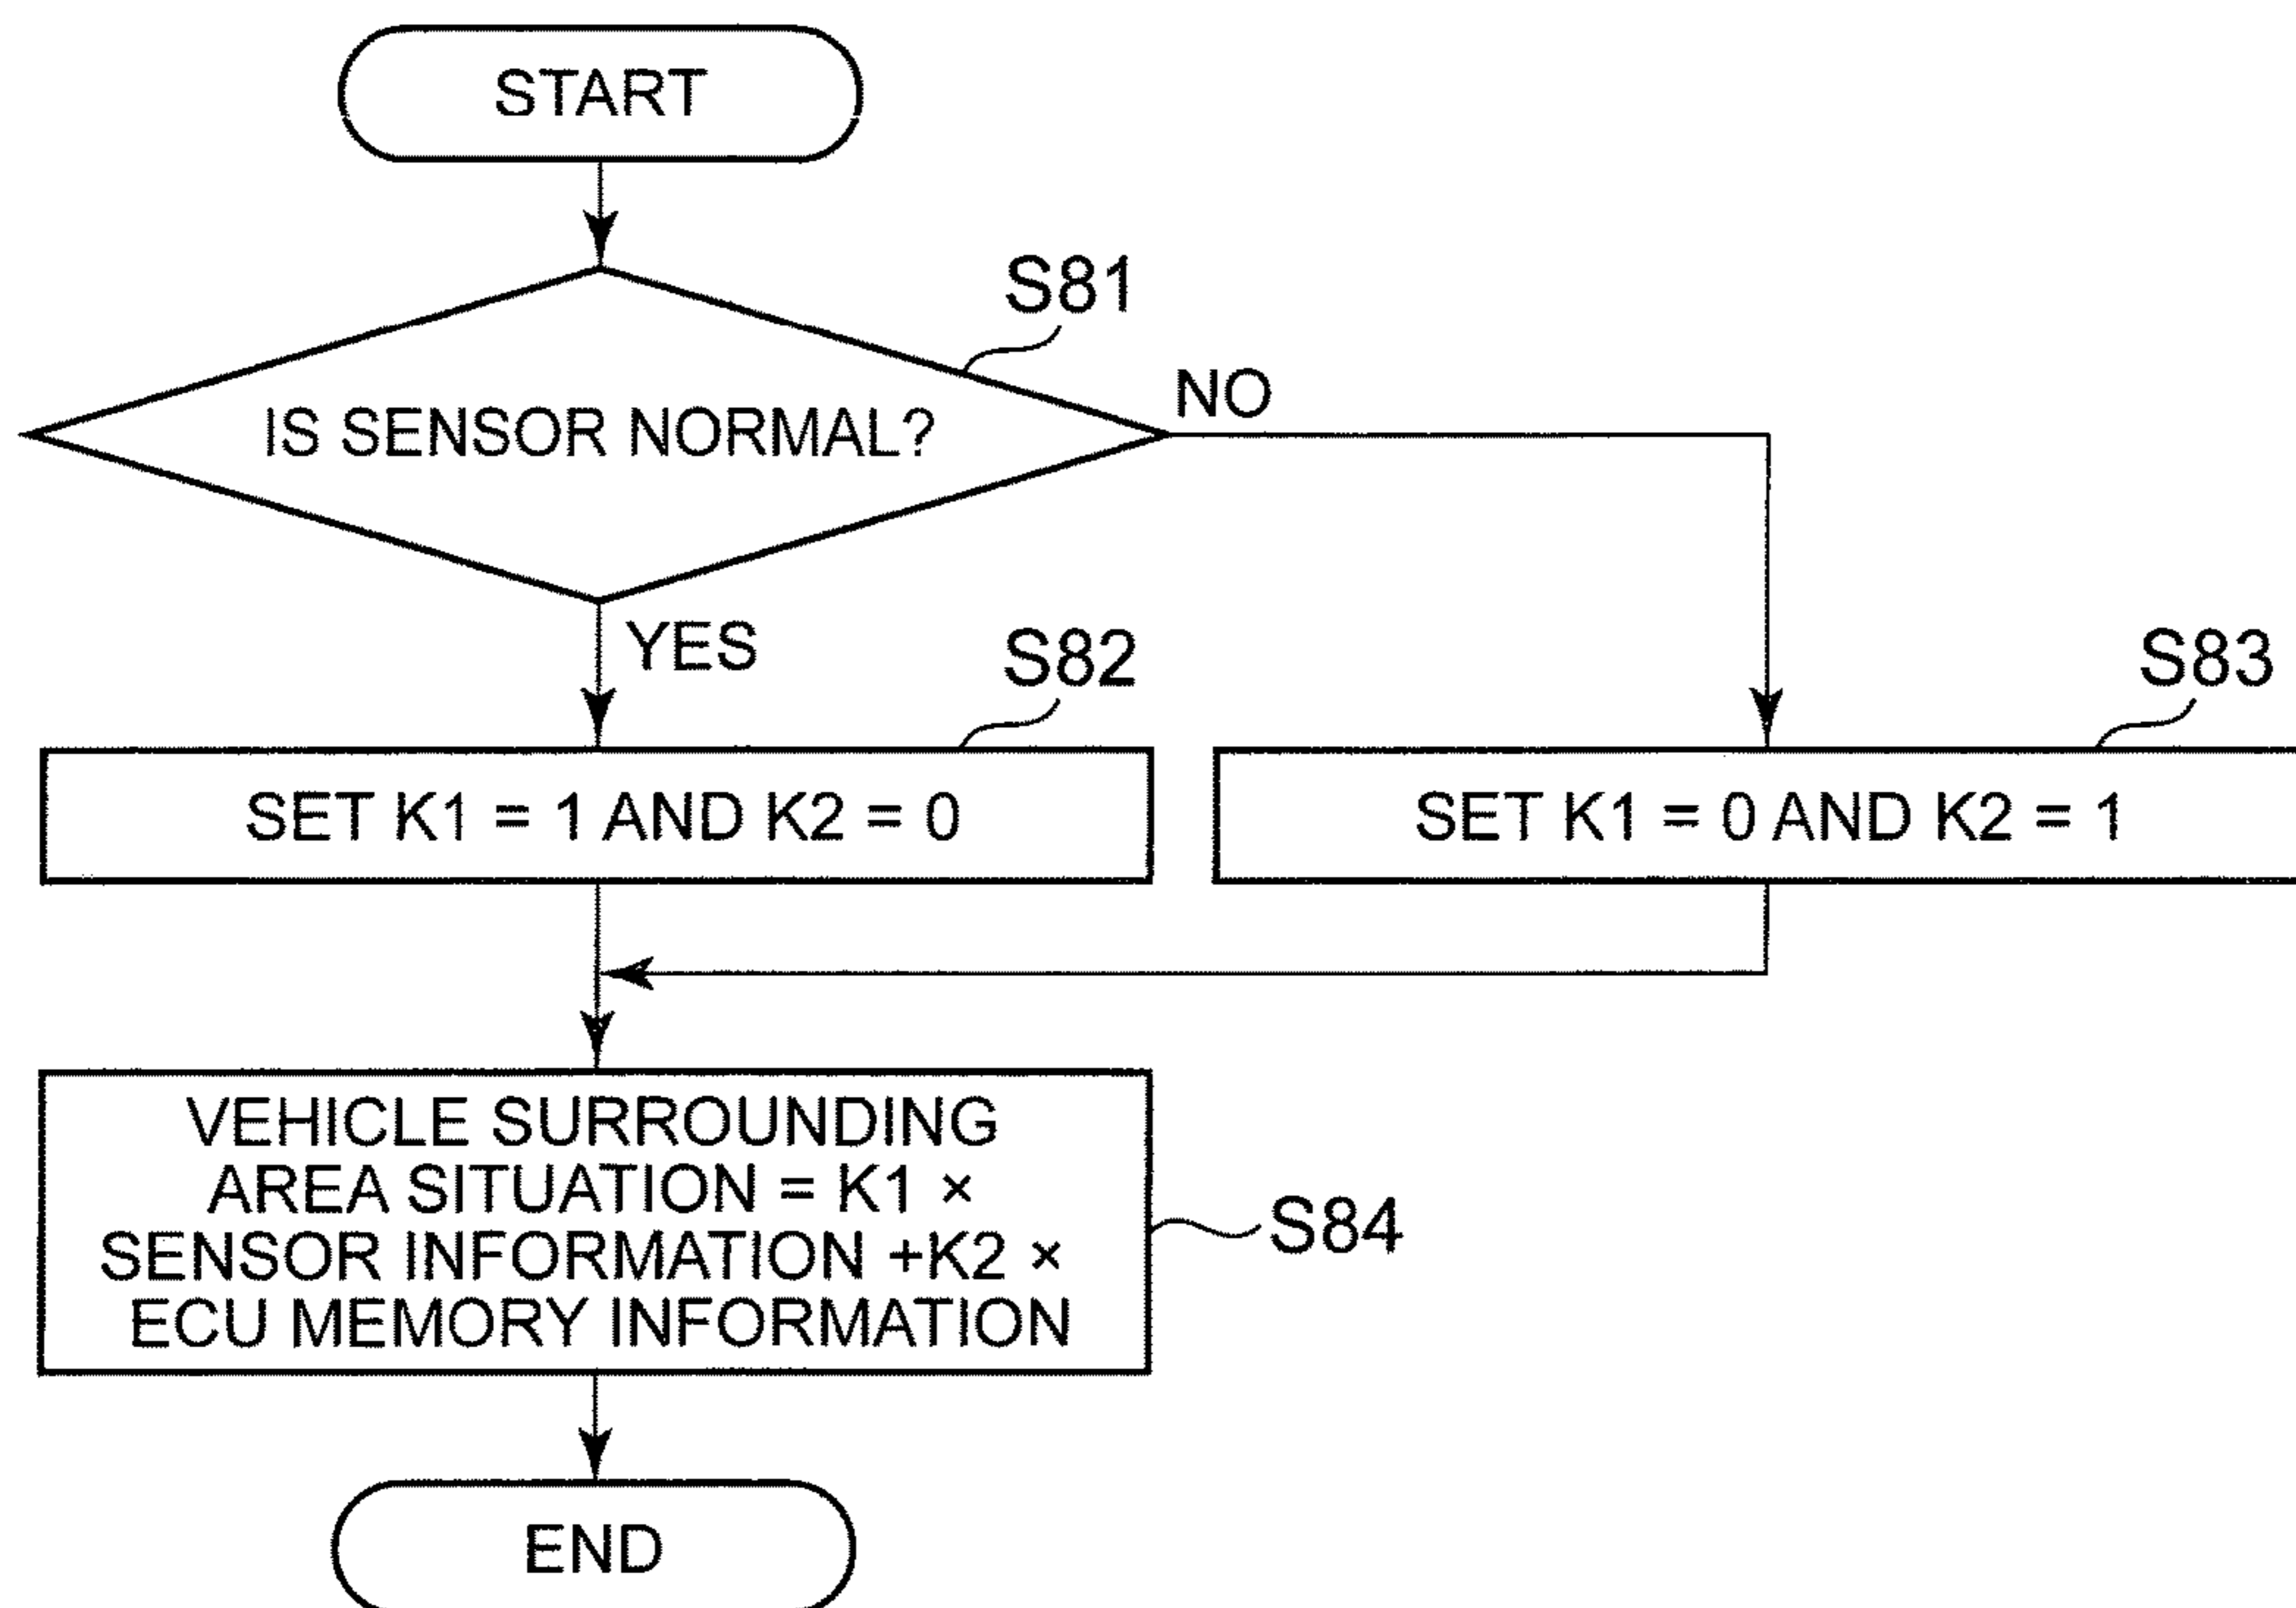 START
S81
IS SENSOR NORMAL?
NO
YES
S82
S83
SET K1 = 1 AND K2 = 0
SET K1 = 0 AND K2 = 1
VEHICLE SURROUNDING
AREA SITUATION = K1 ×
SENSOR INFORMATION +K2 ×
ECU MEMORY INFORMATION
S84
END